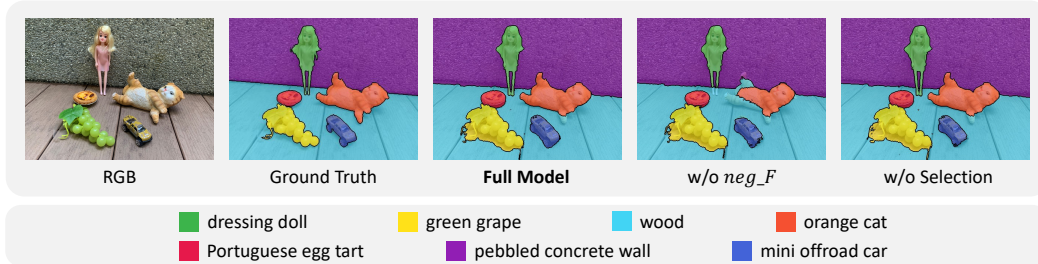 RGB
Ground Truth
Full Model
w/o neg_F
w/o Selection
dressing doll
green grape
wood
orange cat
Portuguese egg tart
pebbled concrete wall
mini offroad car